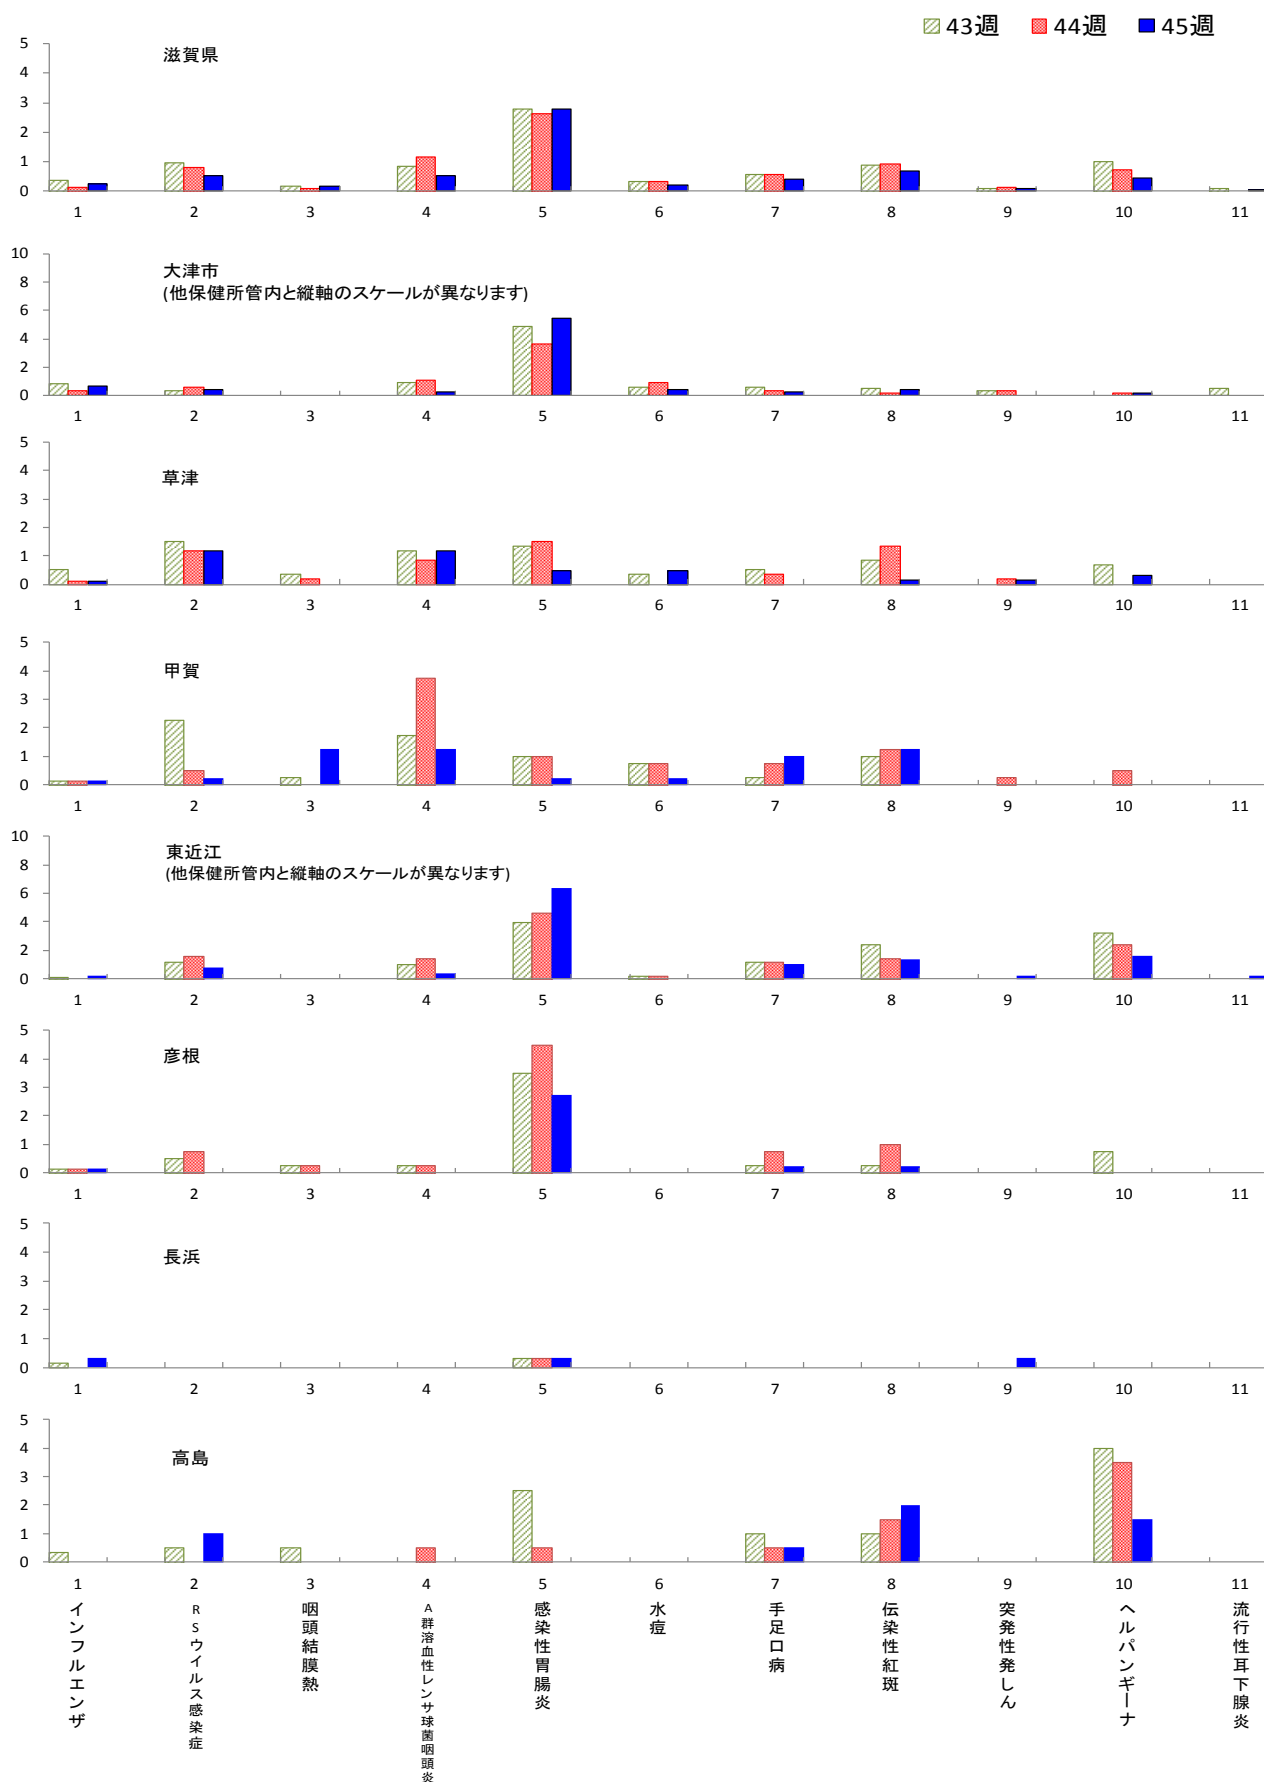 43週 44週 45週
滋賀県
5
4
3
2
1
0
1 2 3 4 5 6 7 8 9 10 11
大津市
(他保健所管内と縦軸のスケールが異なります)
10
8
6
4
2
0
1 2 3 4 5 6 7 8 9 10 11
草津
5
4
3
2
1
0
1 2 3 4 5 6 7 8 9 10 11
甲賀
5
4
3
2
1
0
1 2 3 4 5 6 7 8 9 10 11
東近江
(他保健所管内と縦軸のスケールが異なります)
10
8
6
4
2
0
1 2 3 4 5 6 7 8 9 10 11
彦根
5
4
3
2
1
0
1 2 3 4 5 6 7 8 9 10 11
長浜
5
4
3
2
1
0
1 2 3 4 5 6 7 8 9 10 11
高島
5
4
3
2
1
0
1 2 3 4 5 6 7 8 9 10 11
インフルエンザ
RSウイルス感染症
咽頭結膜熱
A群溶血性レンサ球菌咽頭炎
感染性胃腸炎
水痘
手足口病
伝染性紅斑
突発性発しん
ヘルパンギーナ
流行性耳下腺炎